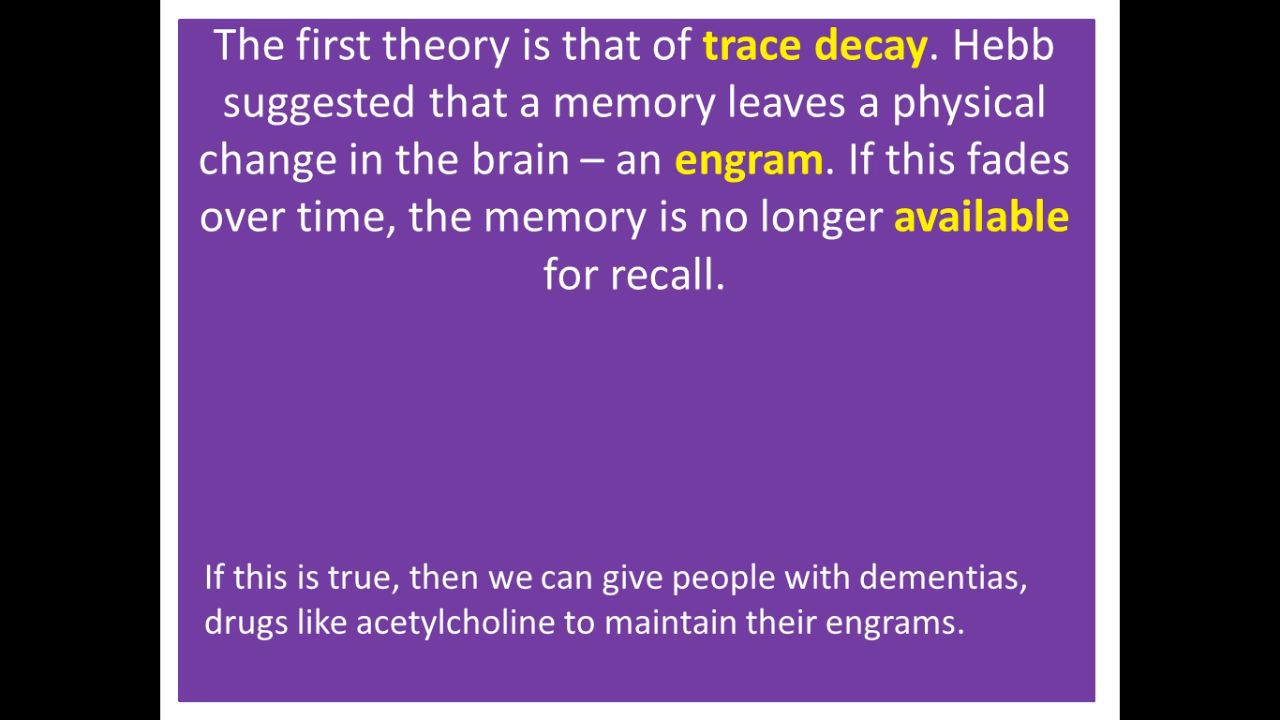 The first theory is that of trace decay. Hebb
suggested that a memory leaves a physical
change in the brain – an engram. If this fades
over time, the memory is no longer available
for recall.
If this is true, then we can give people with dementias,
drugs like acetylcholine to maintain their engrams.